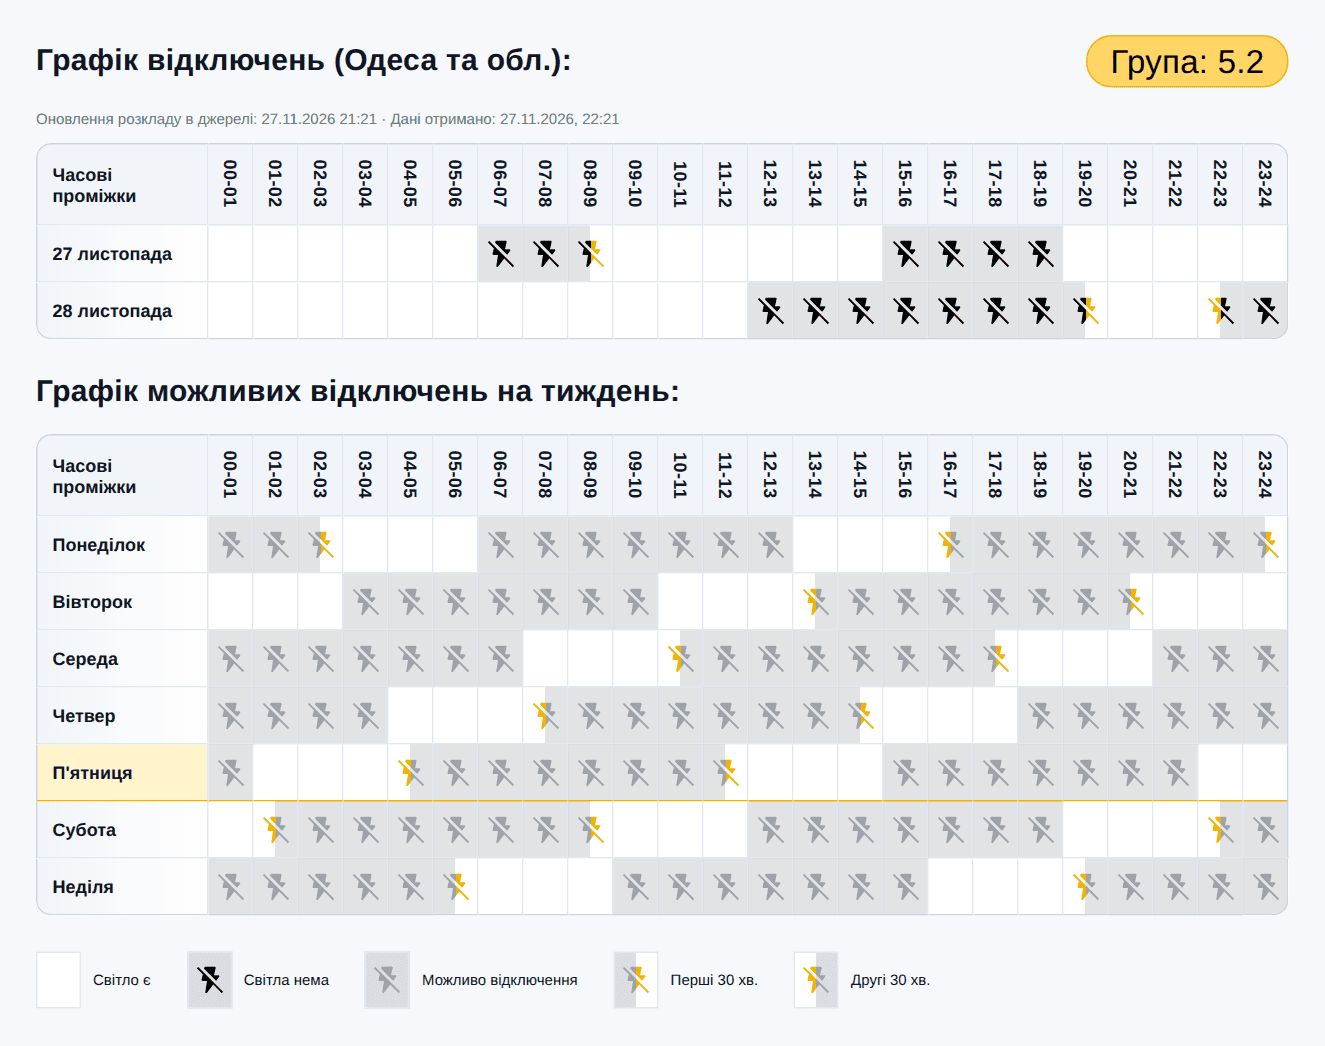 Графік відключень (Одеса та обл.):
Група: 5.2
Оновлення розкладу в джерелі: 27.11.2026 21:21 · Дані отримано: 27.11.2026, 22:21
Часові
проміжки
00-01 01-02 02-03 03-04 04-05 05-06 06-07 07-08 08-09 09-10 10-11 11-12 12-13 13-14 14-15 15-16 16-17 17-18 18-19 19-20 20-21 21-22 22-23 23-24
27 листопада
28 листопада
Графік можливих відключень на тиждень:
Часові
проміжки
00-01 01-02 02-03 03-04 04-05 05-06 06-07 07-08 08-09 09-10 10-11 11-12 12-13 13-14 14-15 15-16 16-17 17-18 18-19 19-20 20-21 21-22 22-23 23-24
Понеділок
Вівторок
Середа
Четвер
П'ятниця
Субота
Неділя
Світло є
Світла нема
Можливо відключення
Перші 30 хв.
Другі 30 хв.